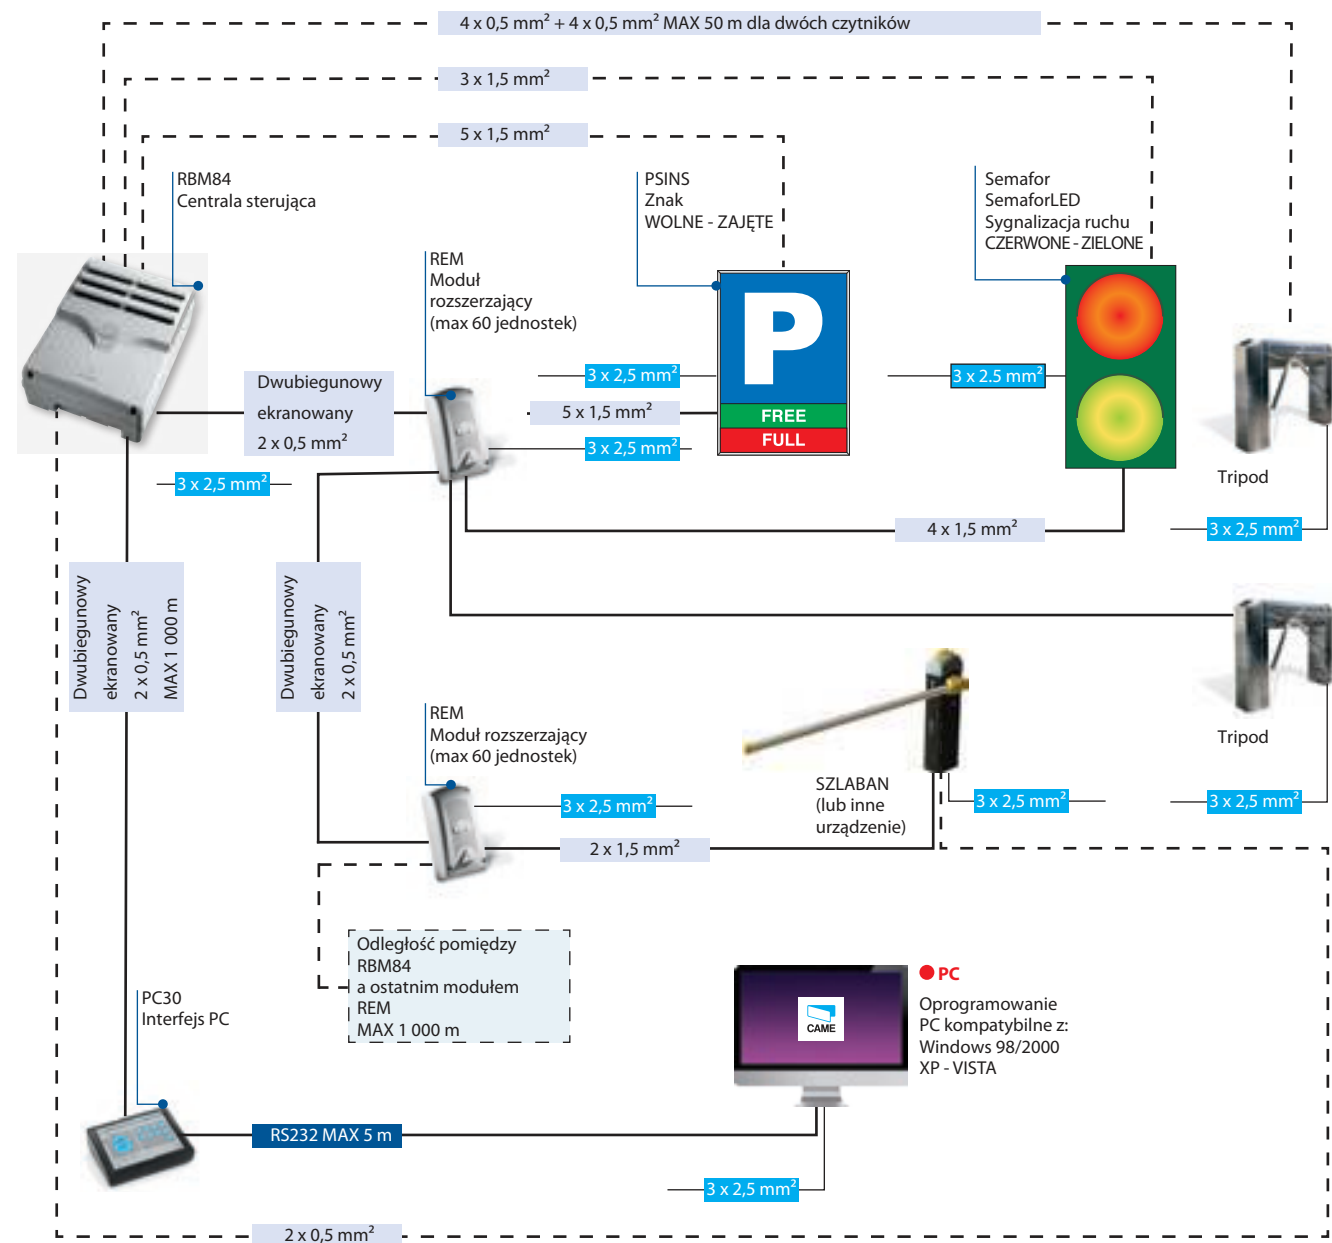 4 x 0,5 mm² + 4 x 0,5 mm² MAX 50 m dla dwóch czytników
3 x 1,5 mm²
5 x 1,5 mm²
RBM84
Centrala sterująca
PSINS
Znak
WOLNE - ZAJĘTE
Semafor
SemaforLED
Sygnalizacja ruchu
CZERWONE - ZIELONE
REM
Moduł
rozszerzający
(max 60 jednostek)
P
FREE
FULL
Dwubiegunowy
ekranowany
2 x 0,5 mm²
3 x 2,5 mm²
5 x 1,5 mm²
3 x 2,5 mm²
3 x 2.5 mm²
Tripod
3 x 2,5 mm²
4 x 1,5 mm²
3 x 2,5 mm²
Dwubiegunowy
ekranowany
2 x 0,5 mm²
MAX 1 000 m
Dwubiegunowy
ekranowany
2 x 0,5 mm²
REM
Moduł rozszerzający
(max 60 jednostek)
3 x 2,5 mm²
2 x 1,5 mm²
SZLABAN
(lub inne
urządzenie)
3 x 2,5 mm²
Tripod
3 x 2,5 mm²
Odległość pomiędzy
RBM84
a ostatnim modułem
REM
MAX 1 000 m
PC30
Interfejs PC
CAME
PC
Oprogramowanie
PC kompatybilne z:
Windows 98/2000
XP - VISTA
RS232 MAX 5 m
3 x 2,5 mm²
2 x 0,5 mm²